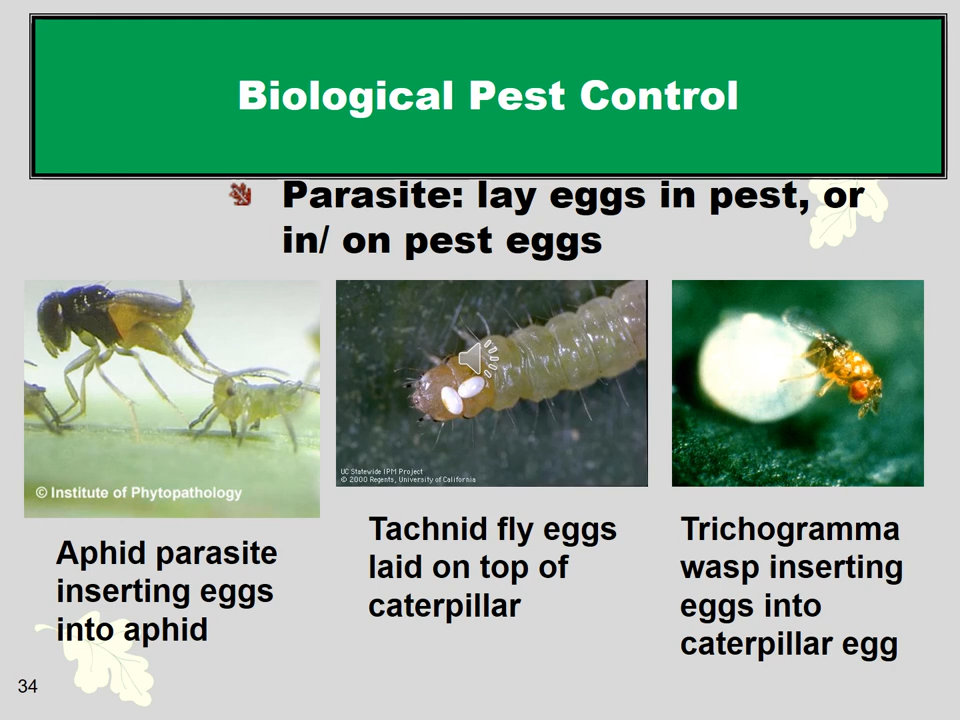 Biological Pest Control
Parasite: lay eggs in pest, or
in/ on pest eggs
© Institute of Phytopathology
UC Statewide IPM Project
© 2000 Regents, University of California
Aphid parasite
inserting eggs
into aphid
Tachnid fly eggs
laid on top of
caterpillar
Trichogramma
wasp inserting
eggs into
caterpillar egg
34